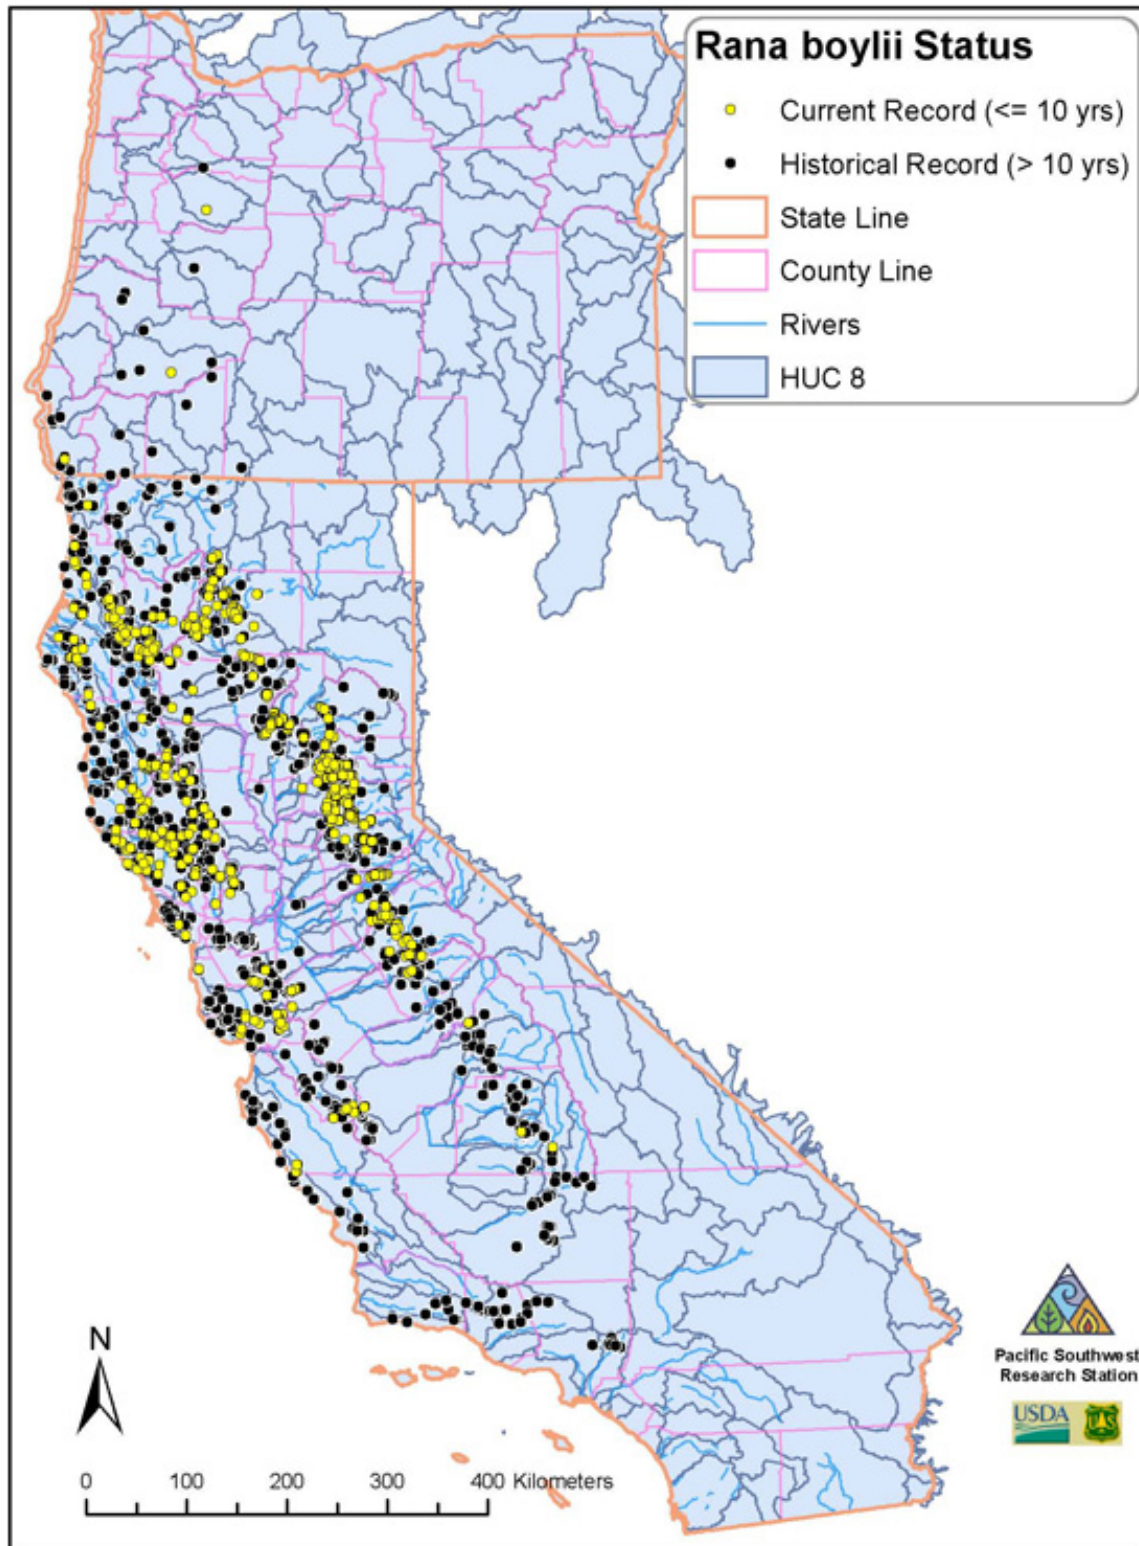 Rana boylii Status
Current Record (<= 10 yrs)
Historical Record (> 10 yrs)
State Line
County Line
Rivers
HUC 8
N
0 100 200 300 400 Kilometers
Pacific Southwest
Research Station
USDA